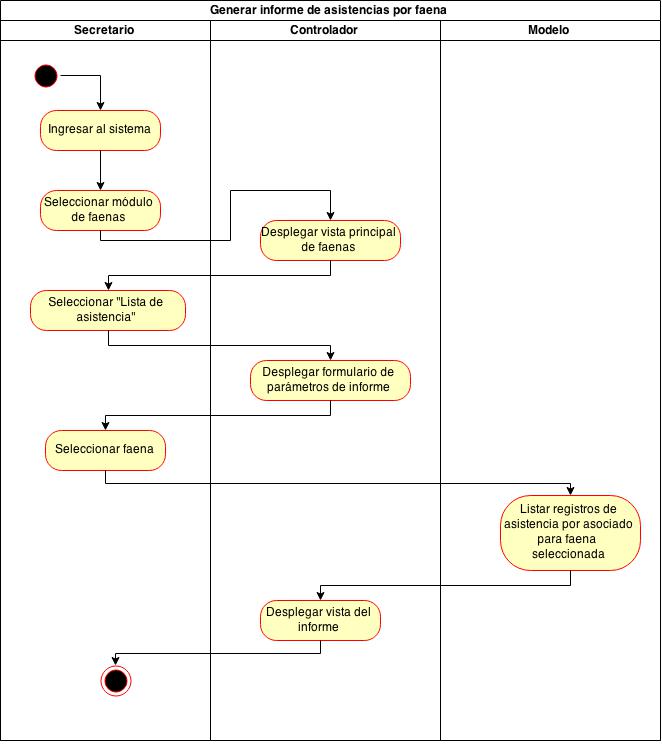 Generar informe de asistencias por faena
Secretario
Controlador
Modelo
Ingresar al sistema
Seleccionar módulo
de faenas
Desplegar vista principal
de faenas
Seleccionar "Lista de
asistencia"
Desplegar formulario de
parámetros de informe
Seleccionar faena
Listar registros de
asistencia por asociado
para faena
seleccionada
Desplegar vista del
informe